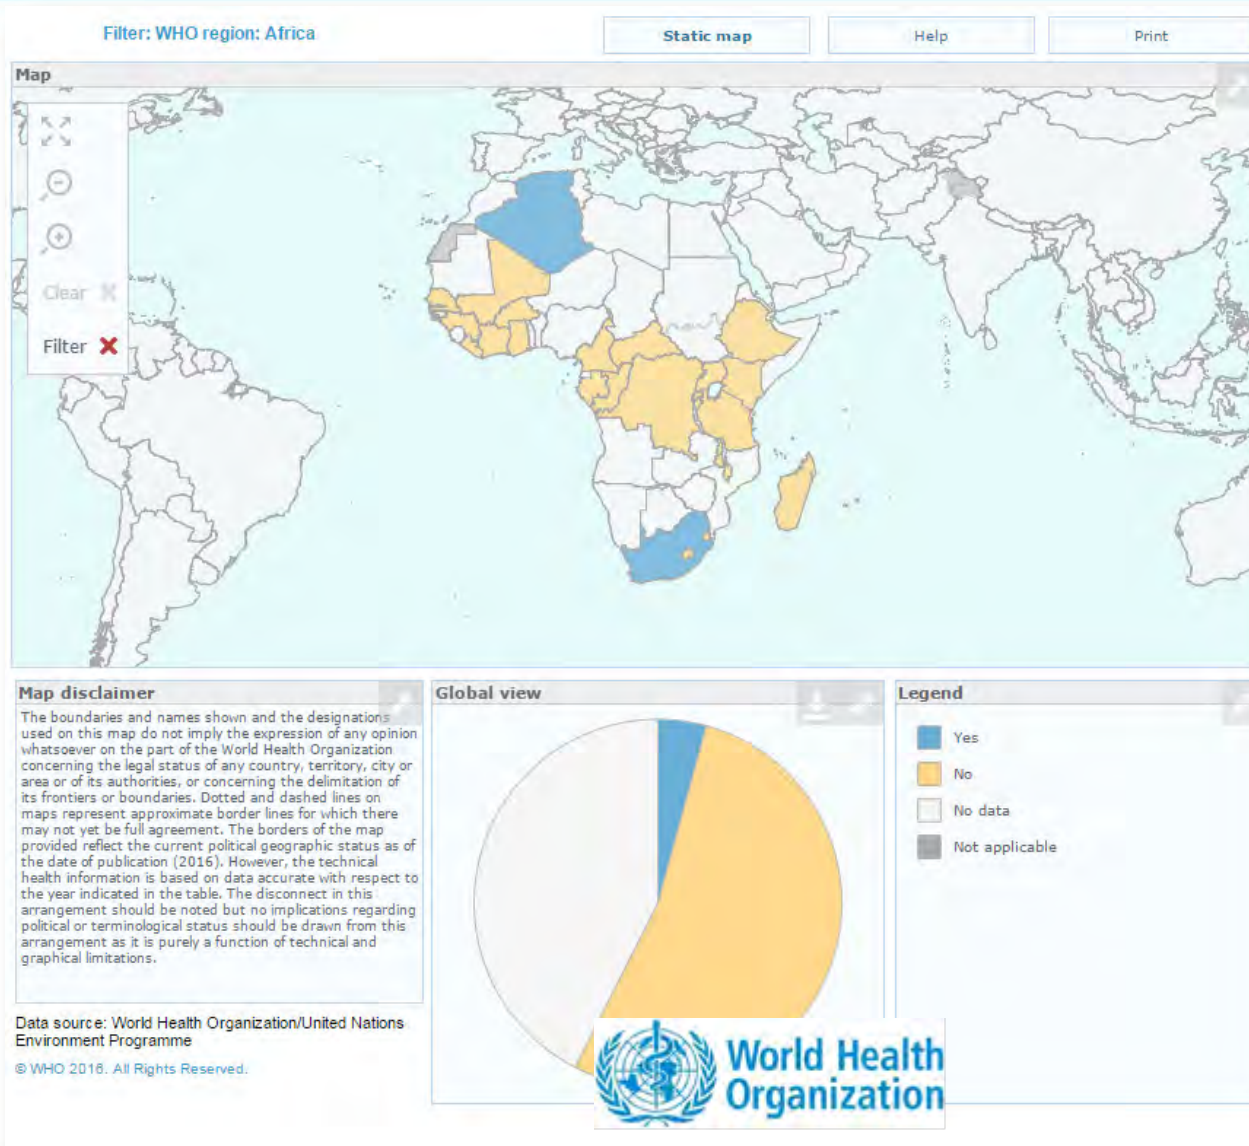 Filter: WHO region: Africa
Static map
Help
Print
Map
Clear
Filter
Map disclaimer
The boundaries and names shown and the designations
used on this map do not imply the expression of any opinion
whatsoever on the part of the World Health Organization
concerning the legal status of any country, territory, city or
area or of its authorities, or concerning the delimitation of
its frontiers or boundaries. Dotted and dashed lines on
maps represent approximate border lines for which there
may not yet be full agreement. The borders of the map
provided reflect the current political geographic status as of
the date of publication (2016). However, the technical
health information is based on data accurate with respect to
the year indicated in the table. The disconnect in this
arrangement should be noted but no implications regarding
political or terminological status should be drawn from this
arrangement as it is purely a function of technical and
graphical limitations.
Data source: World Health Organization/United Nations
Environment Programme
© WHO 2016. All Rights Reserved.
Global view
Legend
Yes
No
No data
Not applicable
World Health
Organization